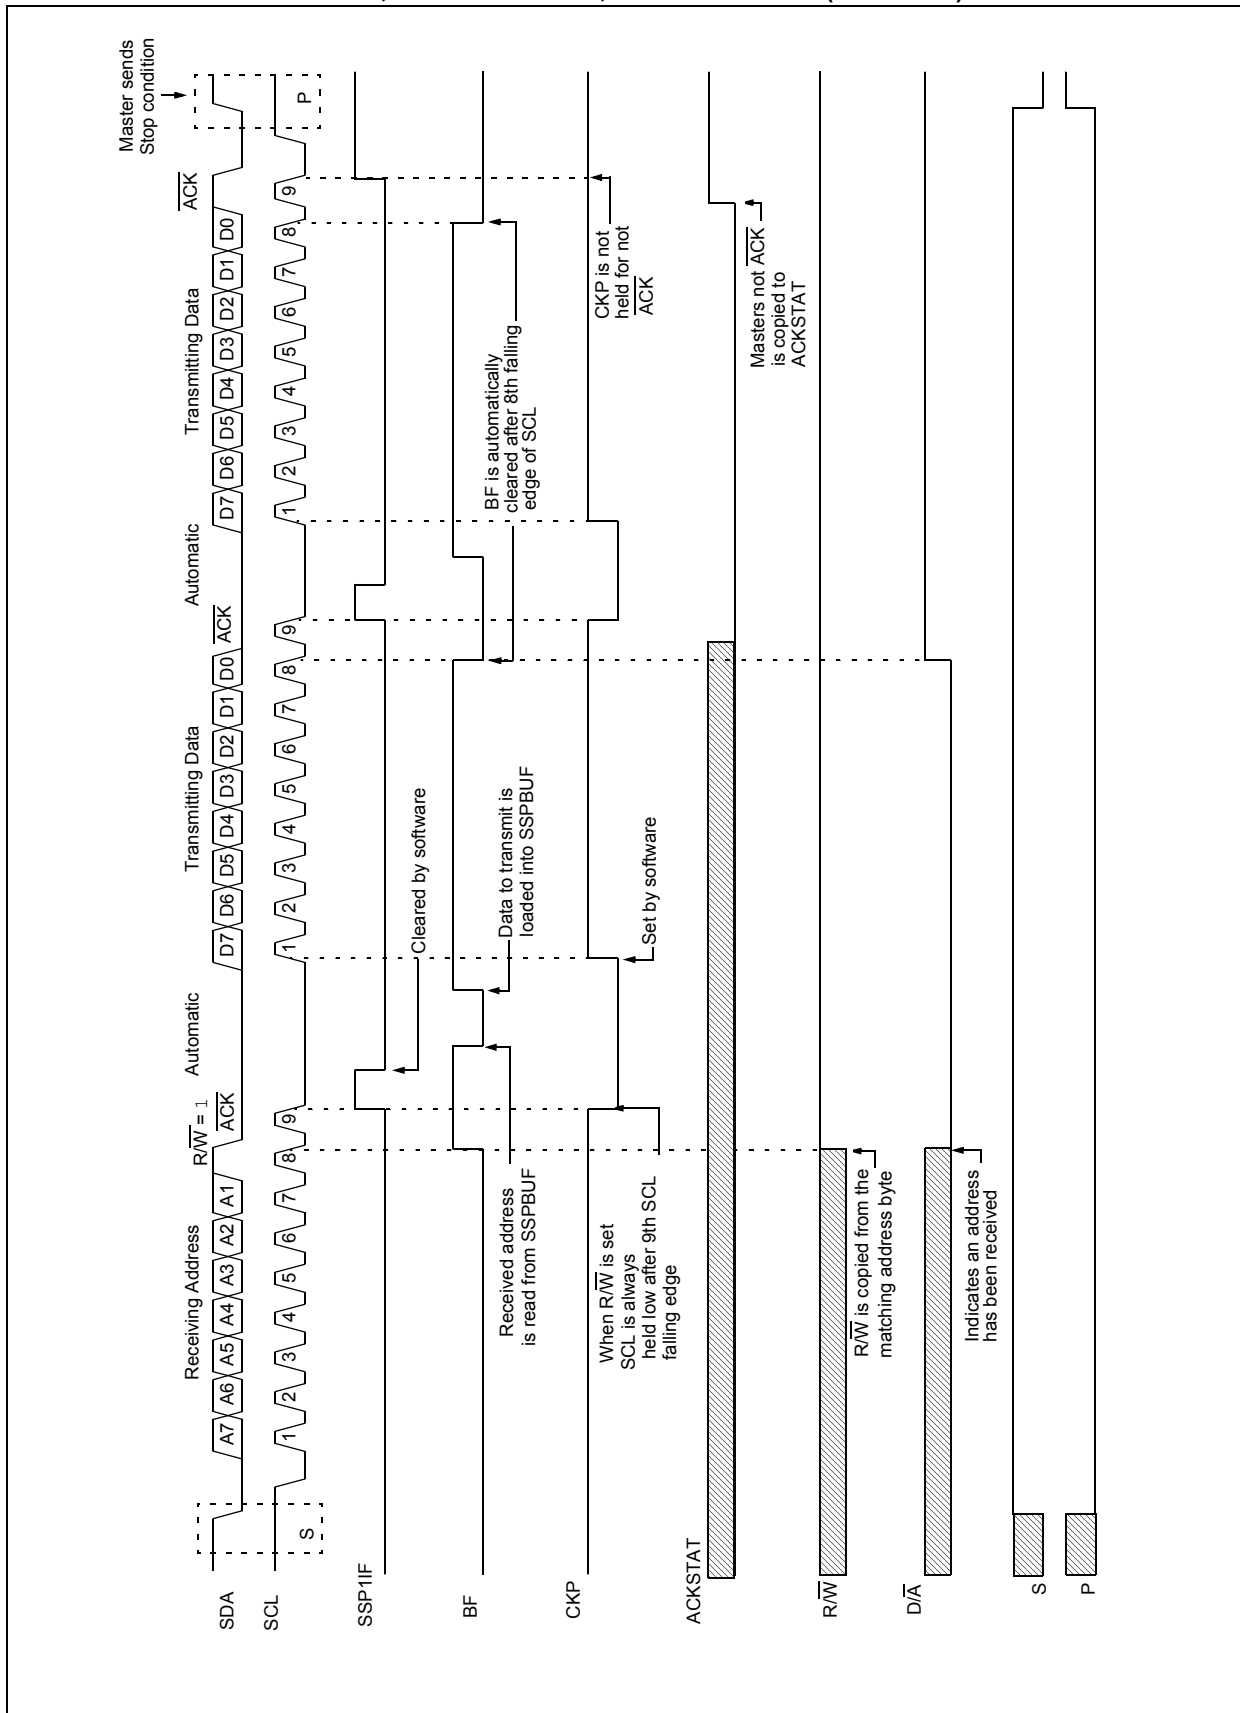 Master sends
Stop condition
Receiving Address
R/W = 1
ACK
Automatic
Transmitting Data
ACK
Automatic
Transmitting Data
ACK
SDA
A7 A6 A5 A4 A3 A2 A1
D7 D6 D5 D4 D3 D2 D1 D0
D7 D6 D5 D4 D3 D2 D1 D0
SCL
S
1 2 3 4 5 6 7 8 9
1 2 3 4 5 6 7 8 9
1 2 3 4 5 6 7 8 9
P
SSP1IF
Cleared by software
BF
Received address
is read from SSPBUF
Data to transmit is
loaded into SSPBUF
BF is automatically
cleared after 8th falling
edge of SCL
CKP
When R/W is set
SCL is always
held low after 9th SCL
falling edge
Set by software
CKP is not
held for not
ACK
ACKSTAT
Masters not ACK
is copied to
ACKSTAT
R/W
R/W is copied from the
matching address byte
D/A
Indicates an address
has been received
S
P